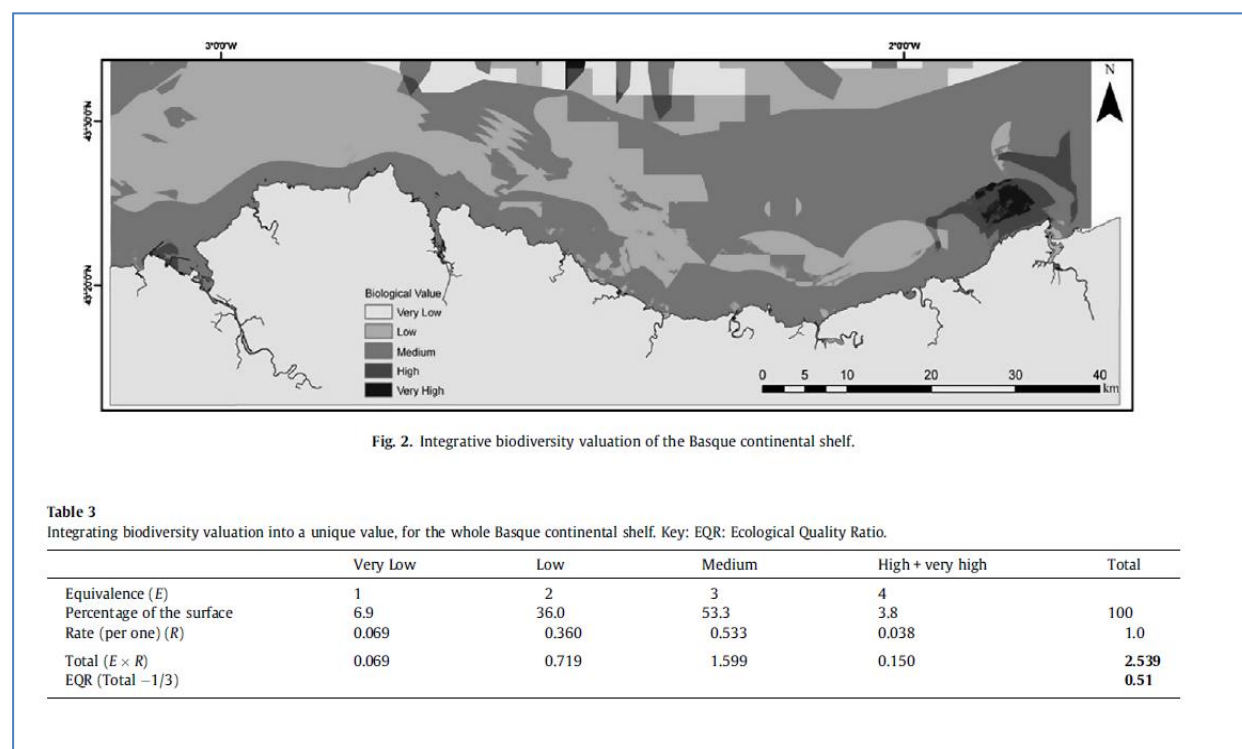 3°0'0"W
2°0'0"W
N
43°30'0"N
43°20'0"N
Biological Value
Very Low
Low
Medium
High
Very High
0 5 10 20 30 40
km
Fig. 2. Integrative biodiversity valuation of the Basque continental shelf.
Table 3
Integrating biodiversity valuation into a unique value, for the whole Basque continental shelf. Key: EQR: Ecological Quality Ratio.
Very Low Low Medium High + very high Total
Equivalence (E) 1 2 3 4
Percentage of the surface 6.9 36.0 53.3 3.8 100
Rate (per one) (R) 0.069 0.360 0.533 0.038 1.0
Total (E × R) 0.069 0.719 1.599 0.150 2.539
EQR (Total −1/3) 0.51